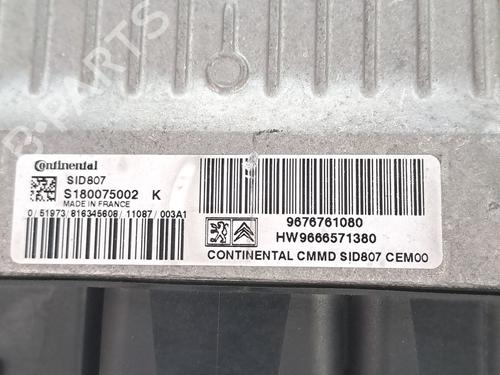 B-PARTS
Continental
SID807
S180075002 K
MADE IN FRANCE
0/51973/816345608/11087/003A1
9676761080
HW9666571380
CONTINENTAL CMMD SID807 CEM00